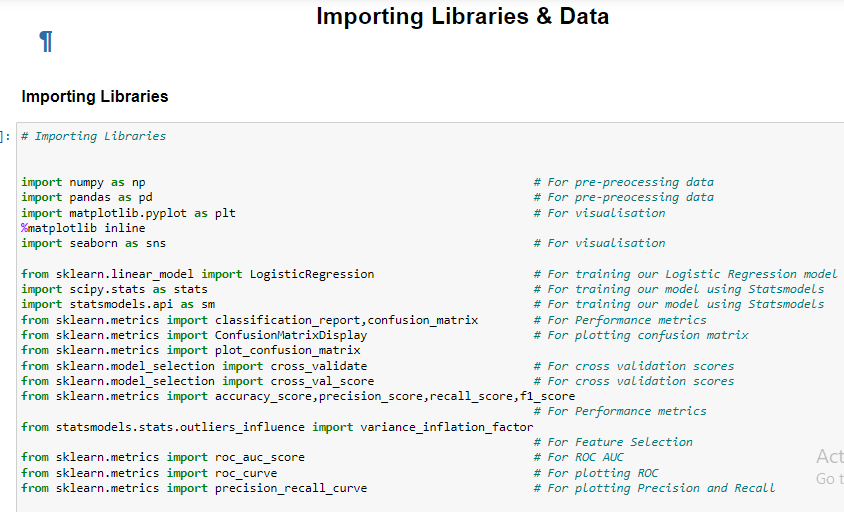 Importing Libraries & Data
¶
Importing Libraries
]: # Importing Libraries
import numpy as np # For pre-preocessing data
import pandas as pd # For pre-preocessing data
import matplotlib.pyplot as plt # For visualisation
%matplotlib inline
import seaborn as sns # For visualisation
from sklearn.linear_model import LogisticRegression # For training our Logistic Regression model
import scipy.stats as stats # For training our model using Statsmodels
import statsmodels.api as sm # For training our model using Statsmodels
from sklearn.metrics import classification_report,confusion_matrix # For Performance metrics
from sklearn.metrics import ConfusionMatrixDisplay # For plotting confusion matrix
from sklearn.metrics import plot_confusion_matrix
from sklearn.model_selection import cross_validate # For cross validation scores
from sklearn.model_selection import cross_val_score # For cross validation scores
from sklearn.metrics import accuracy_score,precision_score,recall_score,f1_score
# For Performance metrics
from statsmodels.stats.outliers_influence import variance_inflation_factor
# For Feature Selection
from sklearn.metrics import roc_auc_score # For ROC AUC
from sklearn.metrics import roc_curve # For plotting ROC
from sklearn.metrics import precision_recall_curve # For plotting Precision and Recall
Act
Go t